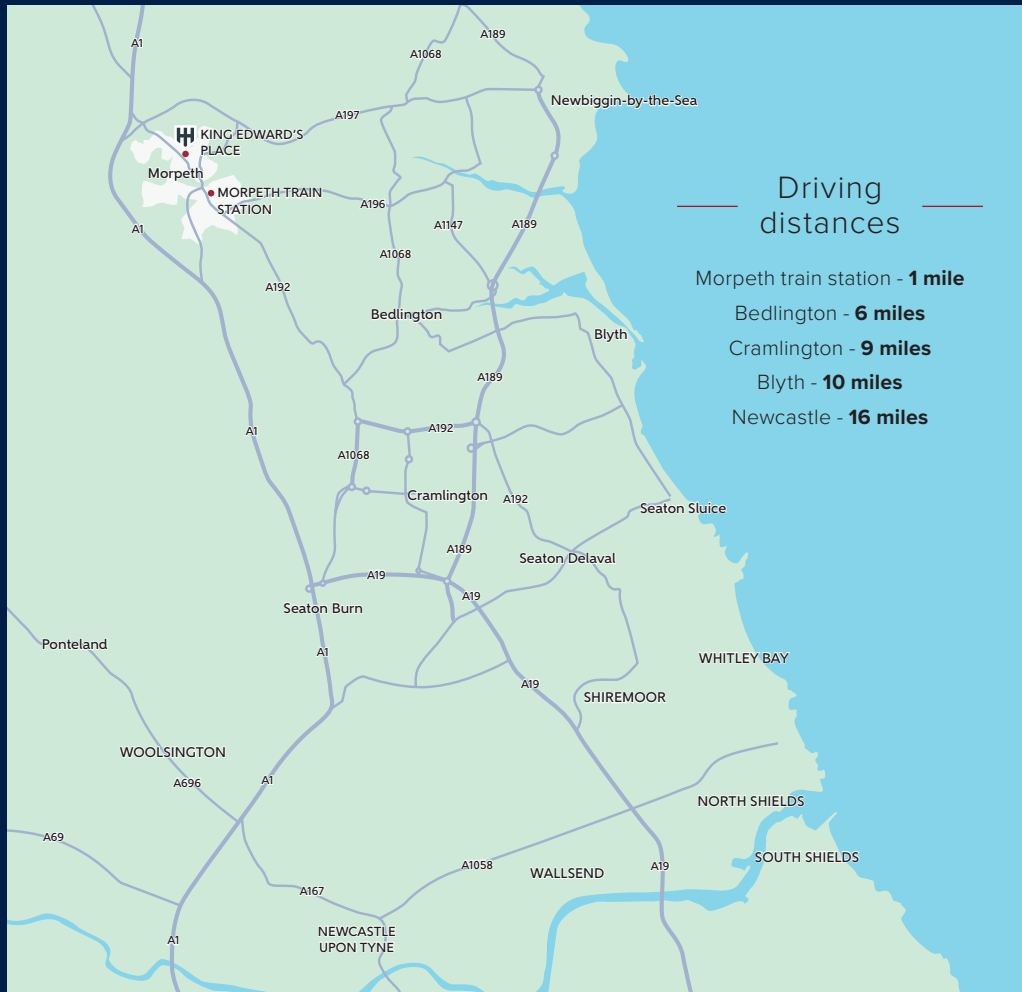 A1
A189
A1068
Newbiggin-by-the-Sea
A197
KING EDWARD'S
PLACE
Morpeth
MORPETH TRAIN
STATION
A196
A1
A1147
A189
A1068
A192
Bedlington
Blyth
A189
A1
A192
A1068
Cramlington
A192
Seaton Sluice
A189
Seaton Delaval
A19
A19
Seaton Burn
Ponteland
A1
WHITLEY BAY
A19
SHIREMOOR
WOOLSINGTON
A696
A1
NORTH SHIELDS
A69
SOUTH SHIELDS
A1058
WALLSEND
A19
A167
NEWCASTLE
UPON TYNE
A1
Driving
distances
Morpeth train station - 1 mile
Bedlington - 6 miles
Cramlington - 9 miles
Blyth - 10 miles
Newcastle - 16 miles